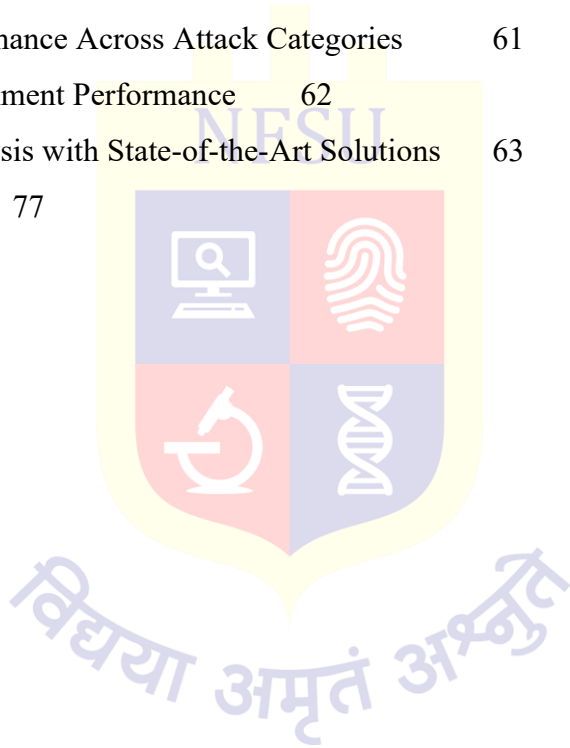 nance Across Attack Categories 61
ment Performance 62
NFSU
sis with State-of-the-Art Solutions 63
77
विद्यया अमृतं अश्नुते